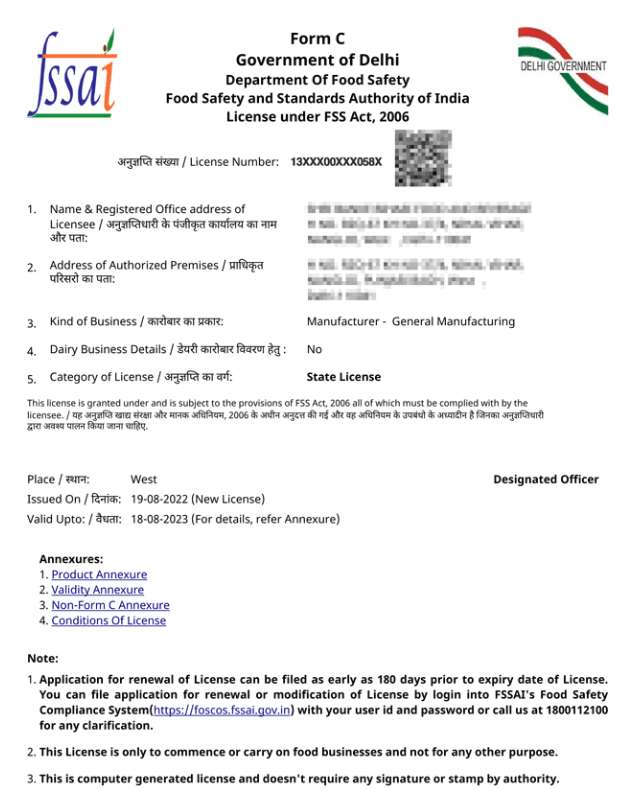 fssai
Form C
Government of Delhi
DELHI GOVERNMENT
Department Of Food Safety
Food Safety and Standards Authority of India
License under FSS Act, 2006
अनुज्ञप्ति संख्या / License Number: 13XXX00XXX058X
1. Name & Registered Office address of
Licensee / अनुज्ञप्तिधारी के पंजीकृत कार्यालय का नाम
और पता:
2. Address of Authorized Premises / प्राधिकृत
परिसरो का पता:
3. Kind of Business / कारोबार का प्रकार: Manufacturer - General Manufacturing
4. Dairy Business Details / डेयरी कारोबार विवरण हेतु : No
5. Category of License / अनुज्ञप्ति का वर्ग: State License
This license is granted under and is subject to the provisions of FSS Act, 2006 all of which must be complied with by the
licensee. / यह अनुज्ञप्ति खाद्य संरक्षा और मानक अधिनियम, 2006 के अधीन अनुदत्त की गई और वह अधिनियम के उपबंधो के अध्यादीन है जिनका अनुज्ञप्तिधारी
द्वारा अवश्य पालन किया जाना चाहिए.
Place / स्थान: West Designated Officer
Issued On / दिनांक: 19-08-2022 (New License)
Valid Upto: / वैधता: 18-08-2023 (For details, refer Annexure)
Annexures:
1. Product Annexure
2. Validity Annexure
3. Non-Form C Annexure
4. Conditions Of License
Note:
1. Application for renewal of License can be filed as early as 180 days prior to expiry date of License.
You can file application for renewal or modification of License by login into FSSAI's Food Safety
Compliance System(https://foscos.fssai.gov.in) with your user id and password or call us at 1800112100
for any clarification.
2. This License is only to commence or carry on food businesses and not for any other purpose.
3. This is computer generated license and doesn't require any signature or stamp by authority.